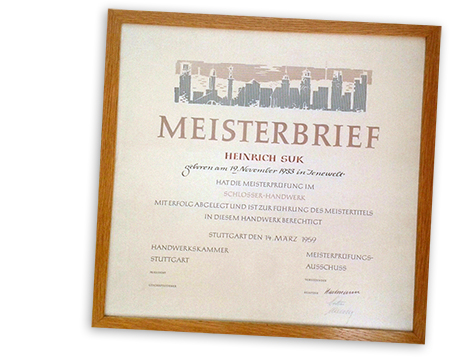 MEISTERBRIEF
HEINRICH SUK
geboren am 19. November 1933 in Jenewelt
HAT DIE MEISTERPRÜFUNG IM
SCHLOSSER-HANDWERK
MIT ERFOLG ABGELEGT UND IST ZUR FÜHRUNG DES MEISTERTITELS
IN DIESEM HANDWERK BERECHTIGT
STUTTGART DEN 14. MÄRZ 1969
HANDWERKSKAMMER
STUTTGART
MEISTERPRÜFUNGS-
AUSSCHUSS